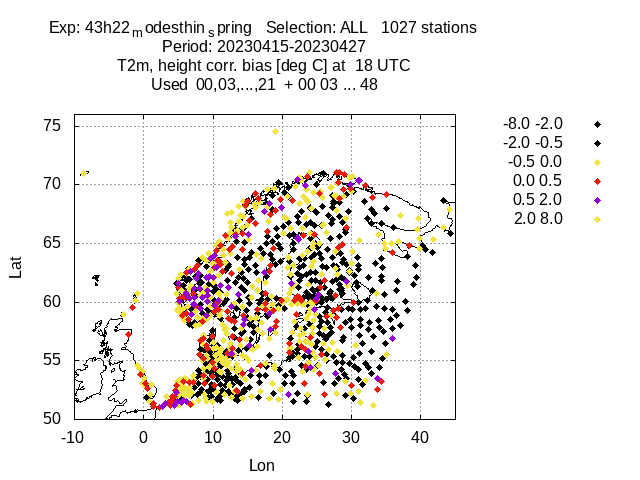 Exp: 43h22modesthinspring Selection: ALL 1027 stations
Period: 20230415-20230427
T2m, height corr. bias [deg C] at 18 UTC
Used 00,03,...,21 + 00 03 ... 48
-8.0 -2.0
-2.0 -0.5
-0.5 0.0
0.0 0.5
0.5 2.0
2.0 8.0
75
70
65
60
55
50
Lat
-10 0 10 20 30 40
Lon